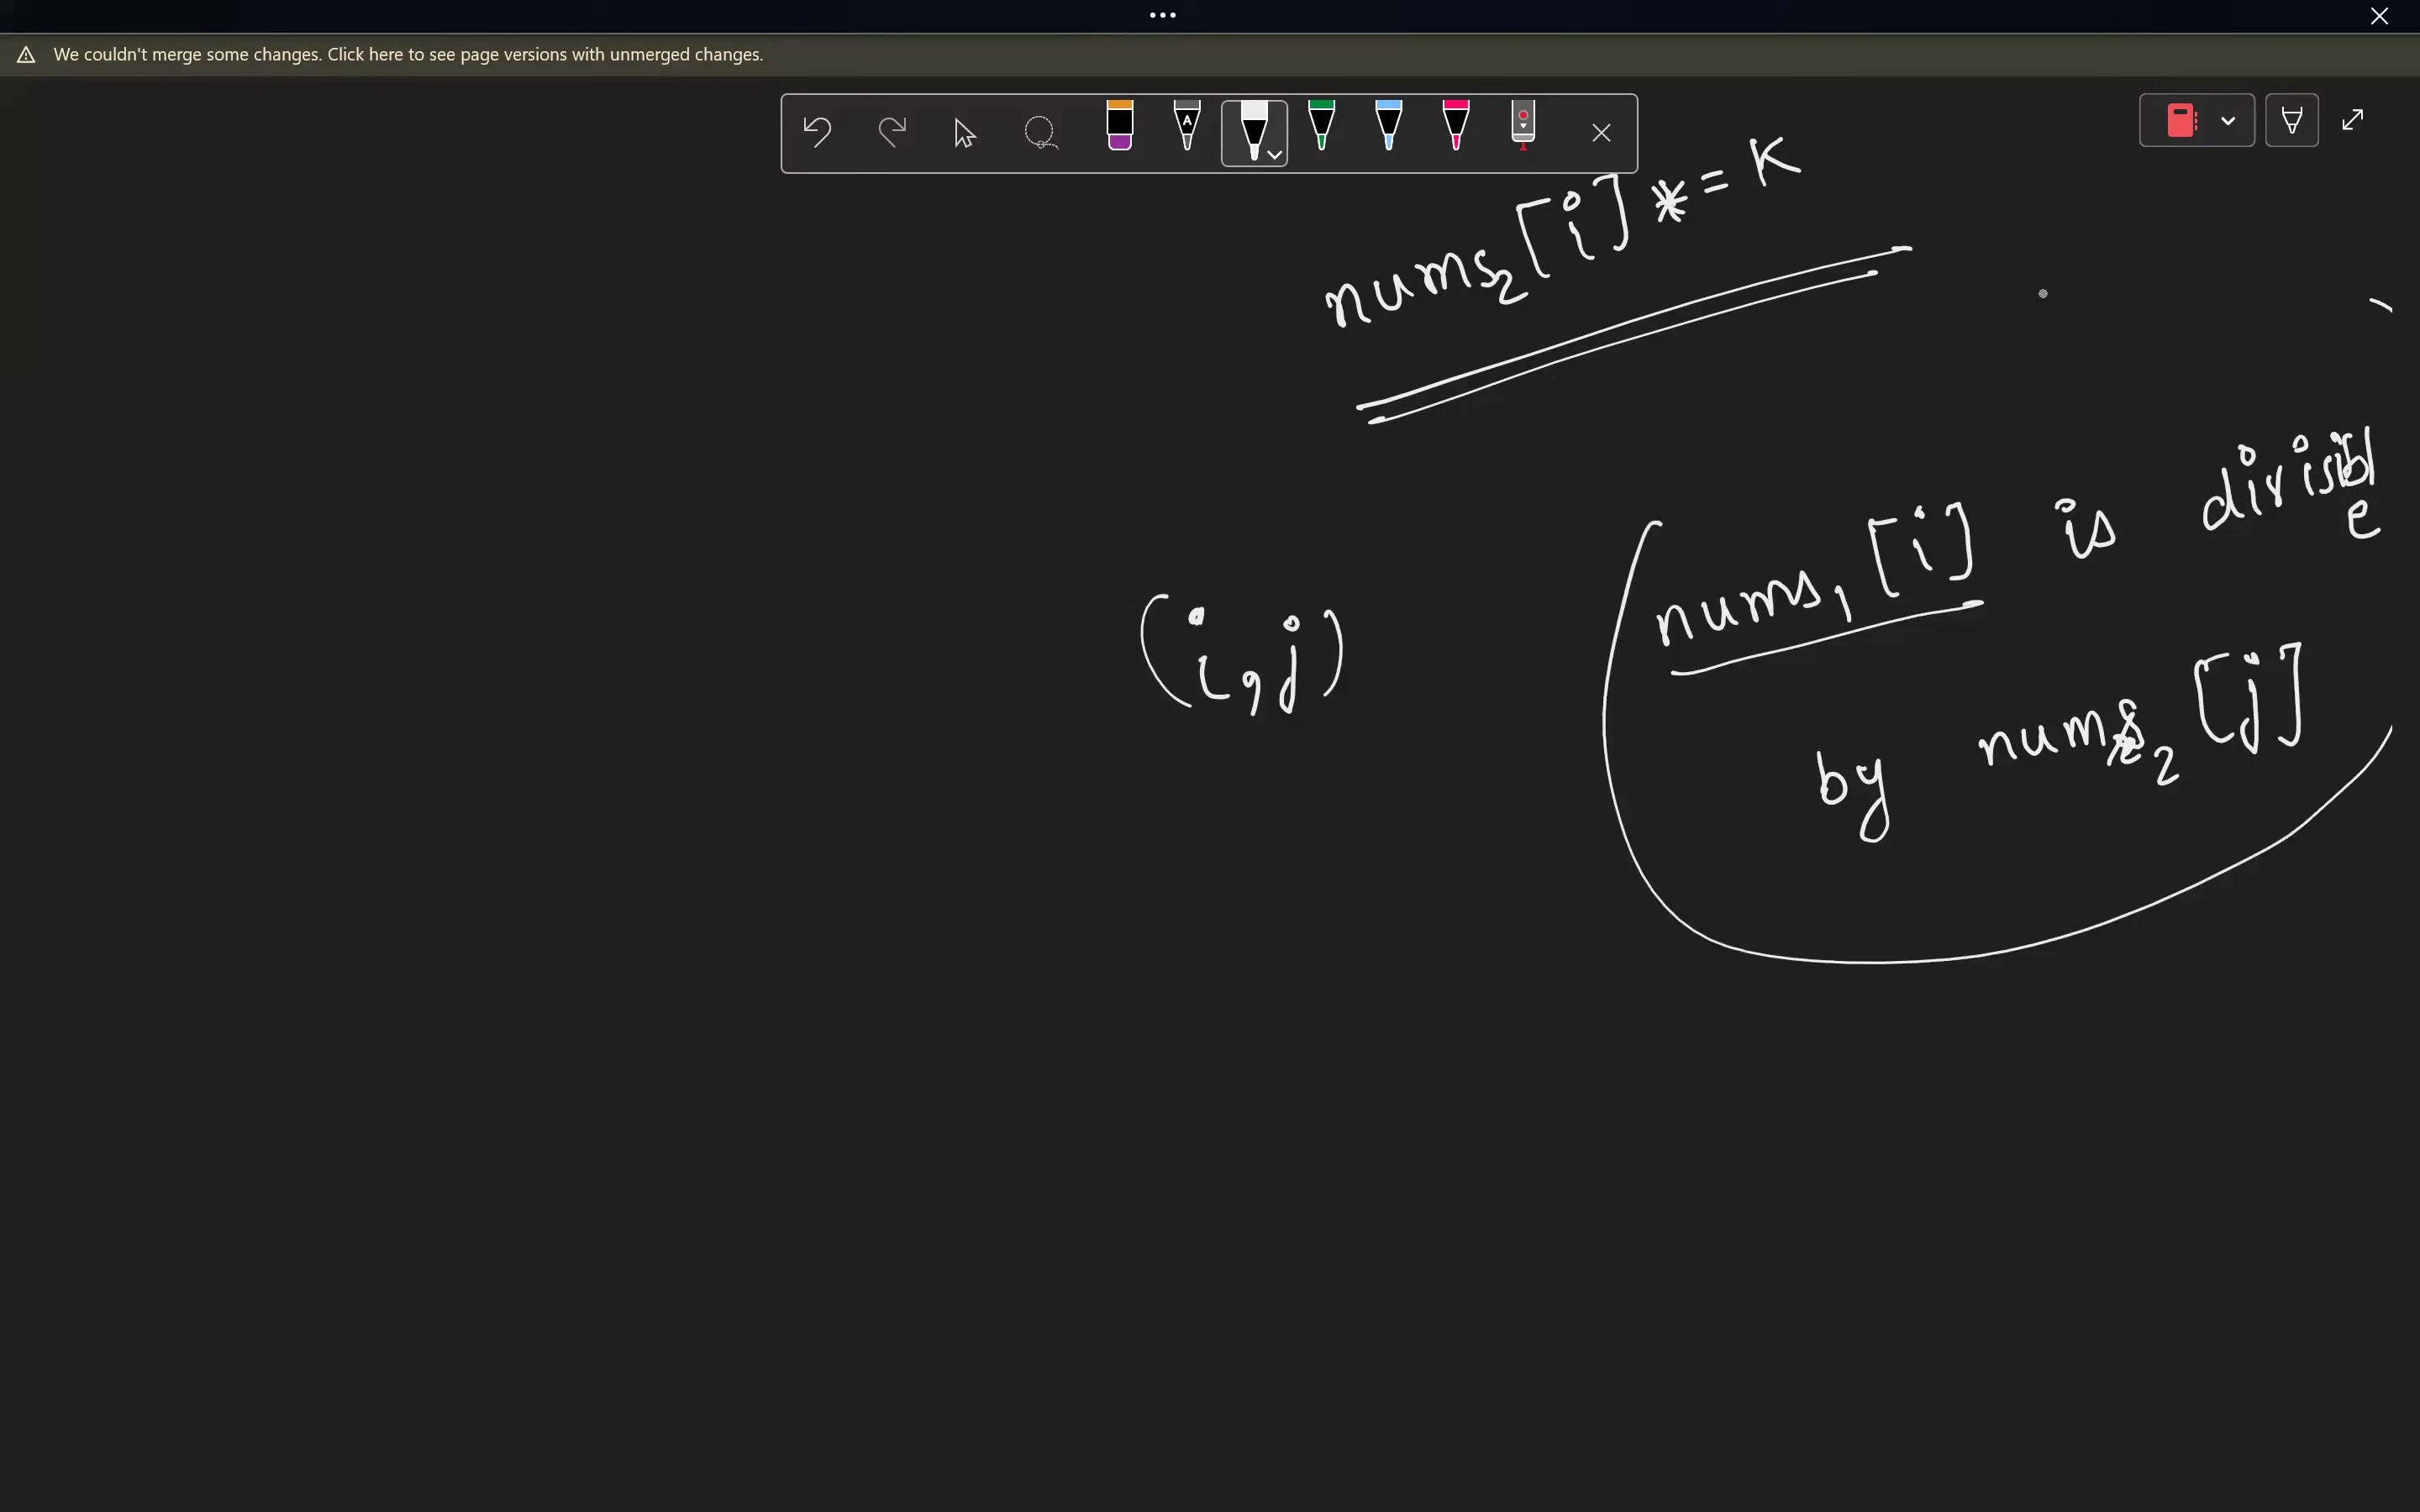 We couldn't merge some changes. Click here to see page versions with unmerged changes.
A
nums2[i] *= K
nums1[i] is divisible
(i,j)
by nums2[j]